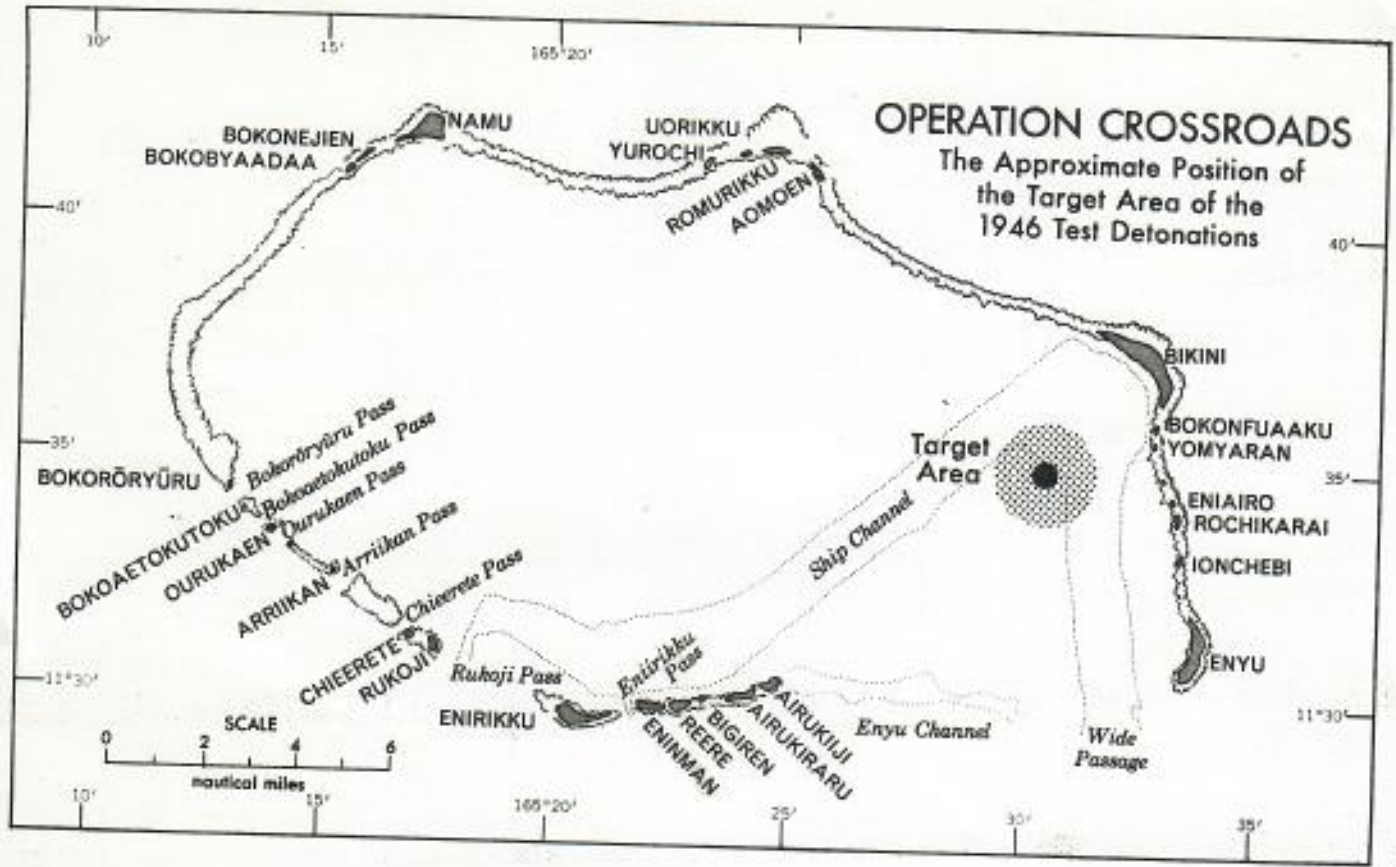 10′
15′
165°20′
OPERATION CROSSROADS
The Approximate Position of
the Target Area of the
1946 Test Detonations
NAMU
BOKONEJIEN
BOKOBYAADAA
UORIKKU
YUROCHI
ROMURIKKU
AOMOEN
40′
40′
BIKINI
BOKONFUAAKU
YOMYARAN
Target
Area
35′
35′
ENIAIRO
ROCHIKARAI
IONCHEBI
ENYU
Ship Channel
BOKORŌRYŪRU
Bokorōryūru Pass
Bokoaetokutoku Pass
Ourukaen Pass
BOKOAETOKUTOKU
OURUKAEN
Arriikan Pass
ARRIIKAN
Chieerete Pass
CHIEERETE
RUKOJI
11°30′
11°30′
Rukoji Pass
Eniirikku
Pass
ENIRIKKU
ENINMAN
REERE
BIGIREN
AIRUKIRARU
AIRUKIIJI
Enyu Channel
Wide
Passage
SCALE
0 2 4 6
nautical miles
10′
15′
165°20′
25′
30′
35′